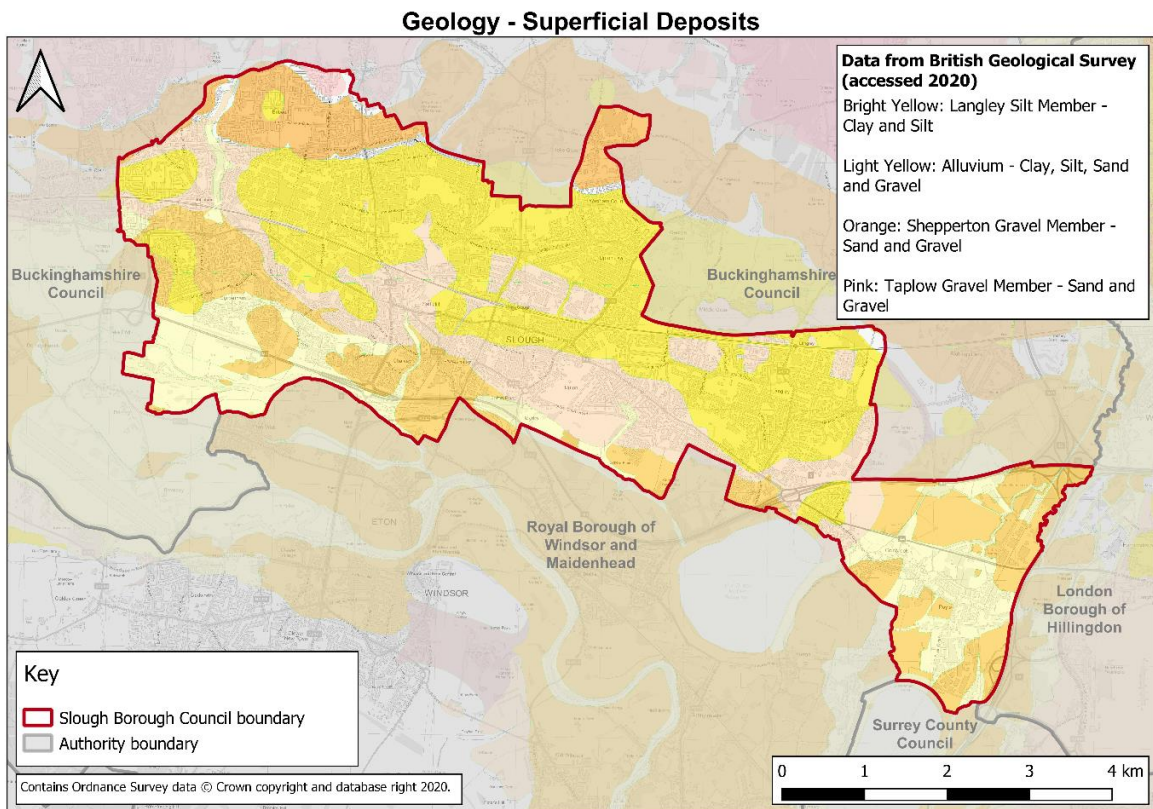 Geology - Superficial Deposits
Data from British Geological Survey
(accessed 2020)
Bright Yellow: Langley Silt Member -
Clay and Silt
Light Yellow: Alluvium - Clay, Silt, Sand
and Gravel
Orange: Shepperton Gravel Member -
Sand and Gravel
Pink: Taplow Gravel Member - Sand and
Gravel
Buckinghamshire
Council
Buckinghamshire
Council
SLOUGH
ETON
Royal Borough of
Windsor and
Maidenhead
WINDSOR
London
Borough of
Hillingdon
Surrey County
Council
Key
Slough Borough Council boundary
Authority boundary
Contains Ordnance Survey data © Crown copyright and database right 2020.
0 1 2 3 4 km